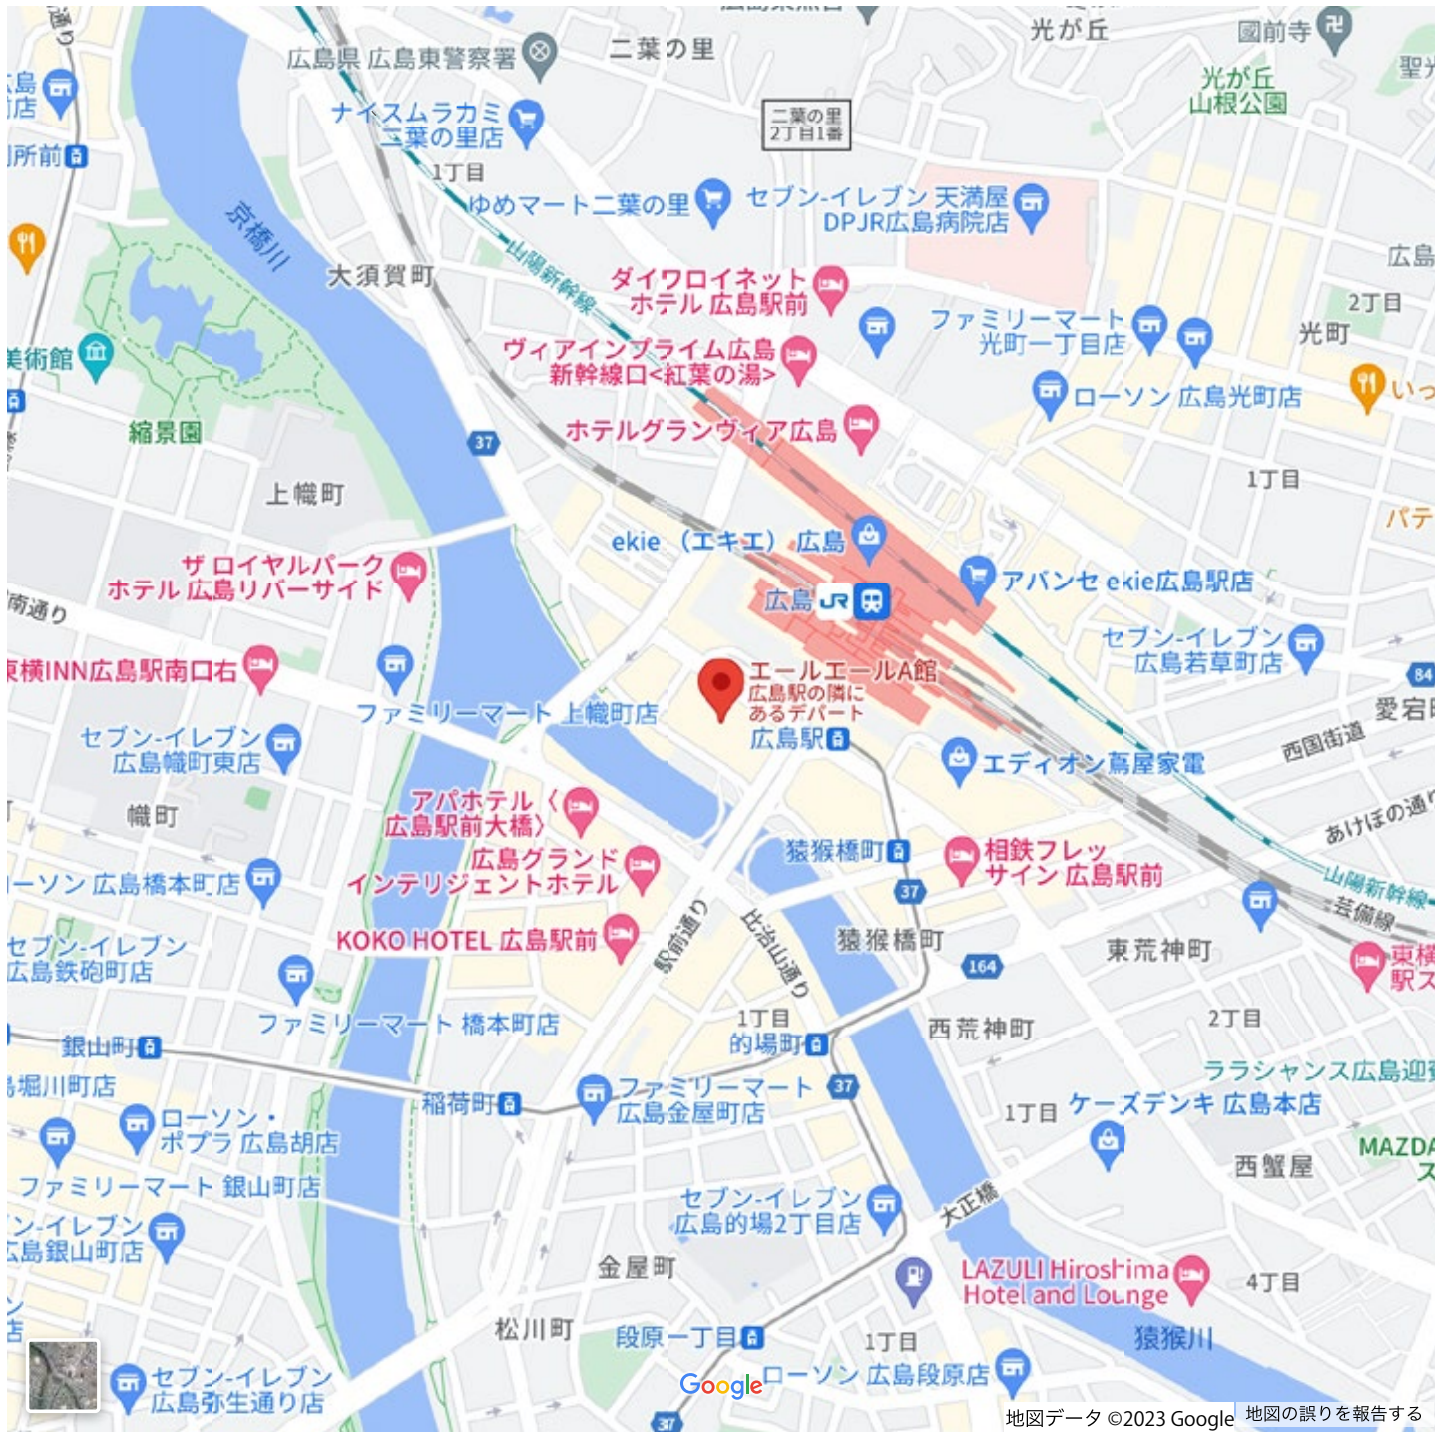 広島県 広島東警察署
二葉の里
光が丘
國前寺
光が丘
山根公園
ナイスムラカミ
二葉の里店
二葉の里
2丁目1番
1丁目
ゆめマート二葉の里
セブン-イレブン 天満屋
DPJR広島病院店
京橋川
大須賀町
山陽新幹線
ダイワロイネット
ホテル 広島駅前
2丁目
光町
ファミリーマート
光町一丁目店
美術館
ヴィアインプライム広島
新幹線口<紅葉の湯>
ローソン 広島光町店
いっ
縮景園
37
ホテルグランヴィア広島
1丁目
上幟町
パテ
ekie （エキエ） 広島
ザ ロイヤルパーク
ホテル 広島リバーサイド
アバンセ ekie広島駅店
広島 JR
南通り
セブン-イレブン
広島若草町店
東横INN広島駅南口右
エールエールA館
広島駅の隣に
あるデパート
84
ファミリーマート 上幟町店
広島駅
愛宕町
セブン-イレブン
広島幟町東店
西国街道
エディオン蔦屋家電
幟町
アパホテル〈
広島駅前大橋〉
あけぼの通り
猿猴橋町
相鉄フレッ
サイン 広島駅前
広島グランド
インテリジェントホテル
37
山陽新幹線
ローソン 広島橋本町店
芸備線
駅前通り
比治山通り
KOKO HOTEL 広島駅前
猿猴橋町
東荒神町
セブン-イレブン
広島鉄砲町店
164
東横
駅ス
ファミリーマート 橋本町店
1丁目
西荒神町
2丁目
銀山町
的場町
ララシャンス広島迎賓
堀川町店
37
稲荷町
ファミリーマート
広島金屋町店
1丁目
ケーズデンキ 広島本店
ローソン・
ポプラ 広島胡店
MAZDA
ス
西蟹屋
ファミリーマート 銀山町店
セブン-イレブン
広島的場2丁目店
大正橋
ン-イレブン
広島銀山町店
金屋町
LAZULI Hiroshima
Hotel and Lounge
4丁目
松川町
段原一丁目
1丁目
猿猴川
セブン-イレブン
広島弥生通り店
Google
ローソン 広島段原店
37
地図データ ©2023 Google
地図の誤りを報告する